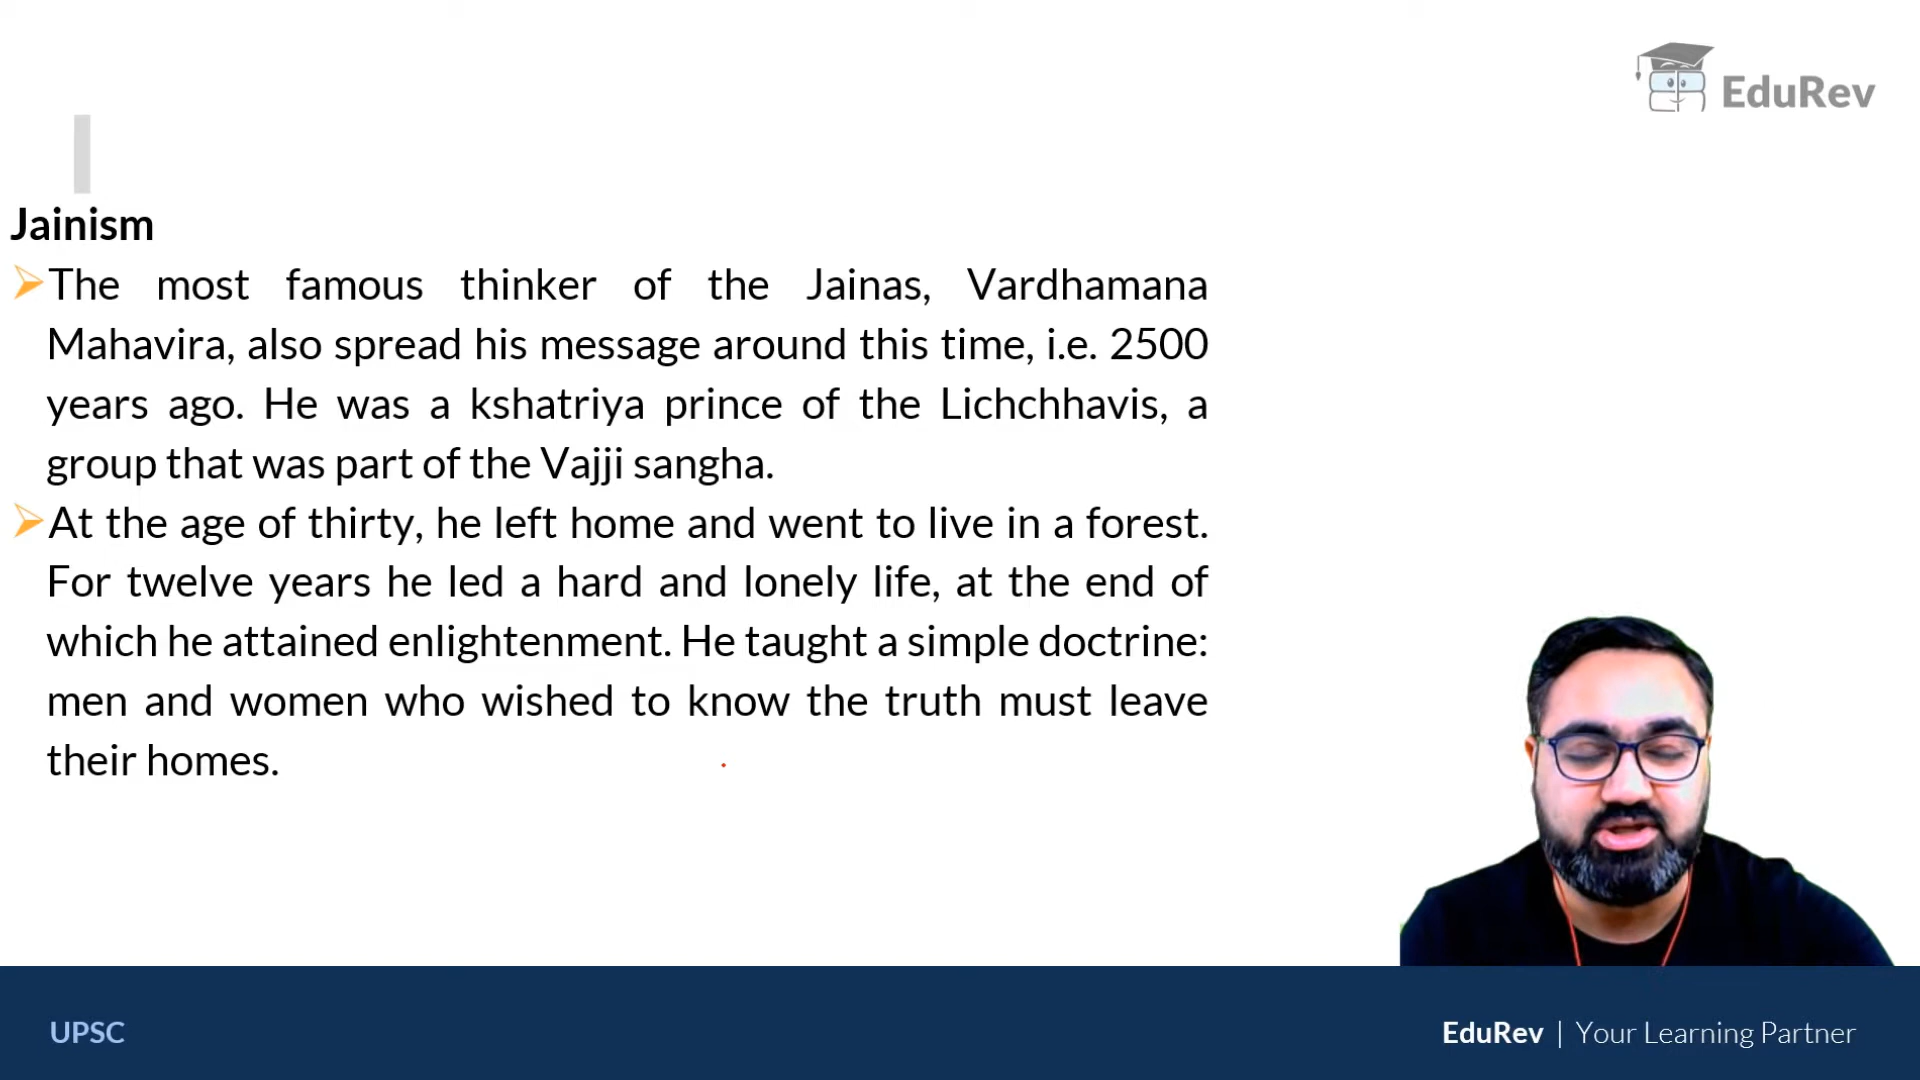 EduRev
Jainism
➢The most famous thinker of the Jainas, Vardhamana
Mahavira, also spread his message around this time, i.e. 2500
years ago. He was a kshatriya prince of the Lichchhavis, a
group that was part of the Vajji sangha.
➢At the age of thirty, he left home and went to live in a forest.
For twelve years he led a hard and lonely life, at the end of
which he attained enlightenment. He taught a simple doctrine:
men and women who wished to know the truth must leave
their homes.
UPSC
EduRev | Your Learning Partner